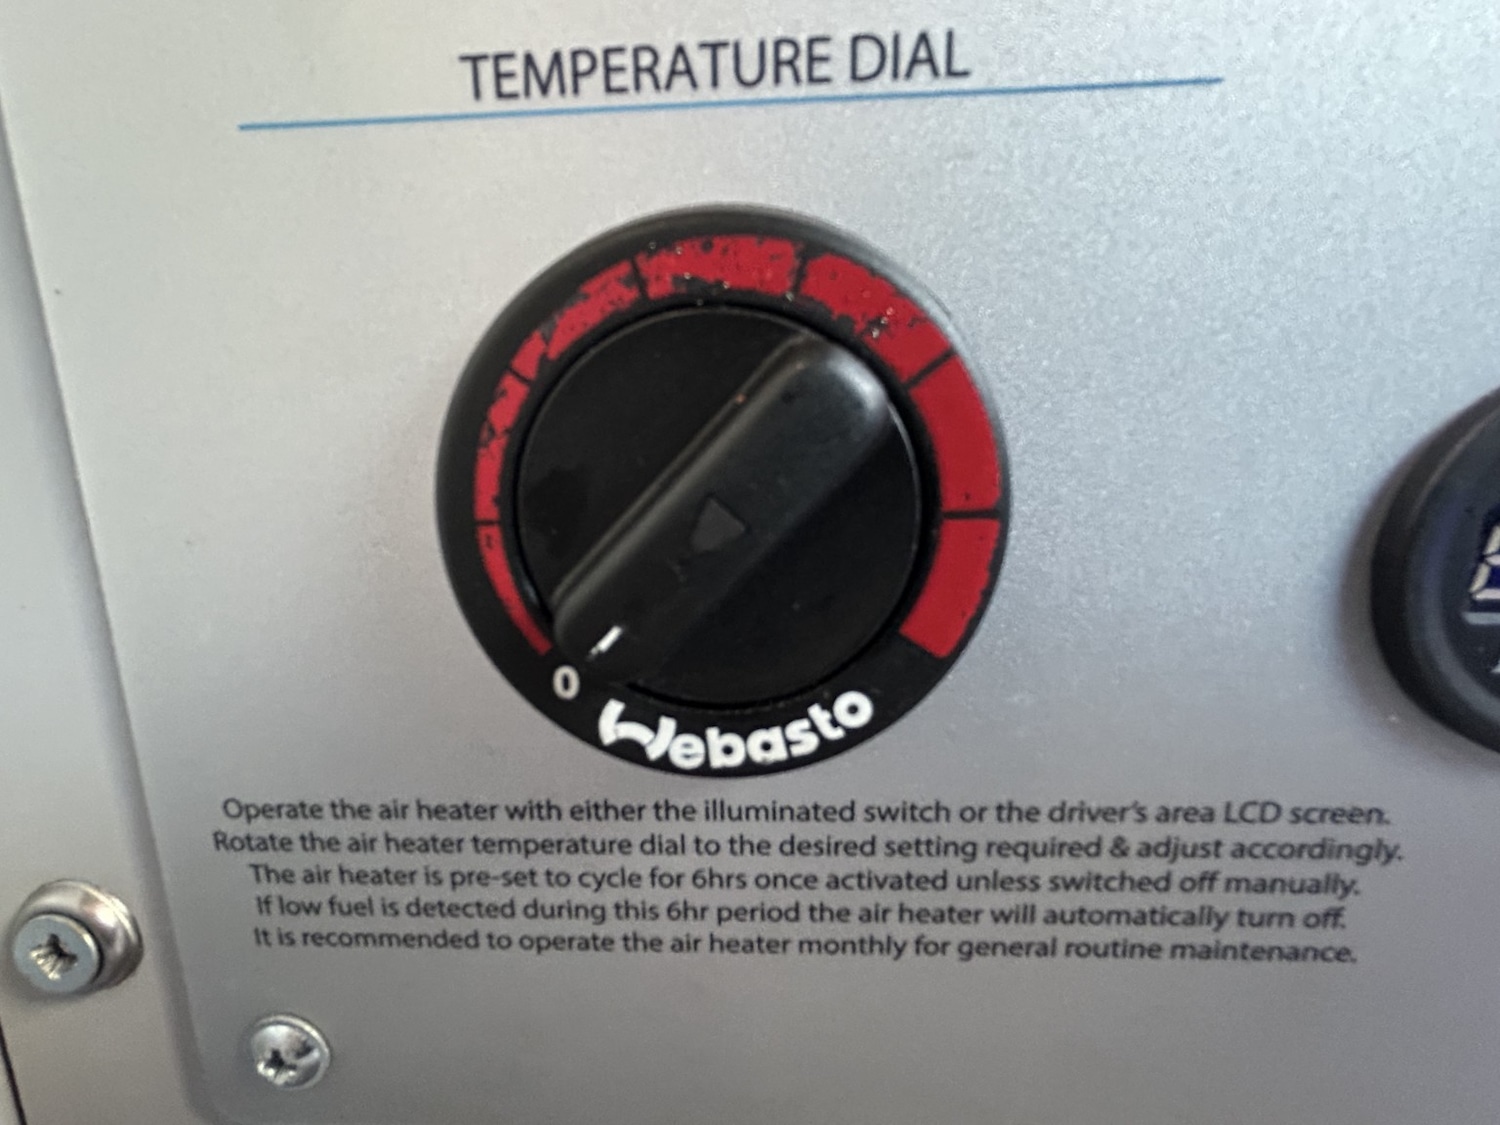 TEMPERATURE DIAL
0
Webasto
Operate the air heater with either the illuminated switch or the driver's area LCD screen.
Rotate the air heater temperature dial to the desired setting required & adjust accordingly.
The air heater is pre-set to cycle for 6hrs once activated unless switched off manually.
If low fuel is detected during this 6hr period the air heater will automatically turn off.
It is recommended to operate the air heater monthly for general routine maintenance.